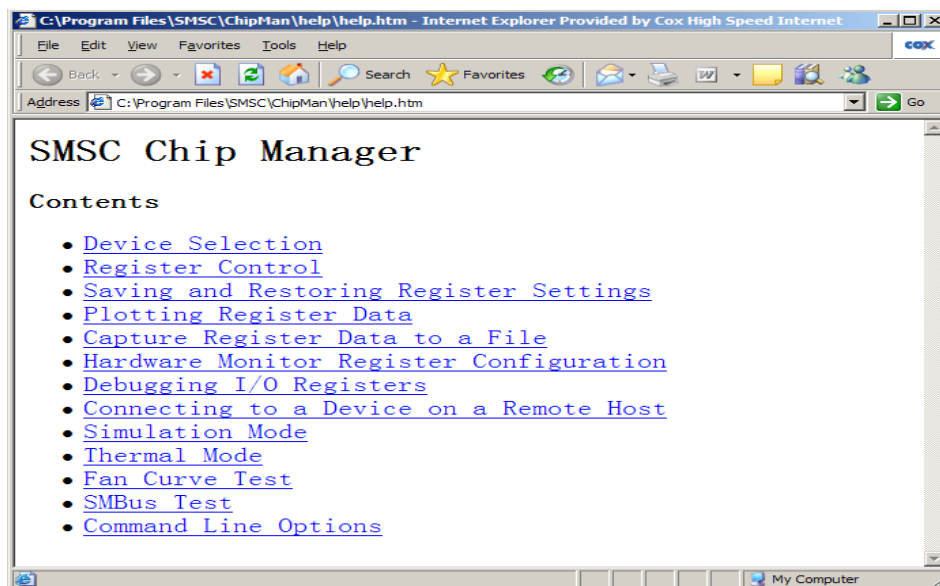 C:\Program Files\SMSC\ChipMan\help\help.htm - Internet Explorer Provided by Cox High Speed Internet
File Edit View Favorites Tools Help
COX
Back Search Favorites
Address C:\Program Files\SMSC\ChipMan\help\help.htm Go
SMSC Chip Manager
Contents
Device Selection
Register Control
Saving and Restoring Register Settings
Plotting Register Data
Capture Register Data to a File
Hardware Monitor Register Configuration
Debugging I/O Registers
Connecting to a Device on a Remote Host
Simulation Mode
Thermal Mode
Fan Curve Test
SMBus Test
Command Line Options
My Computer